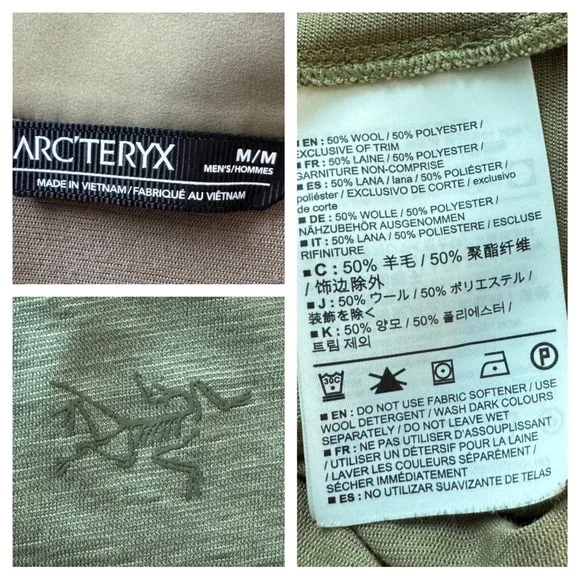 ARC'TERYX
M/M
MEN'S/HOMMES
MADE IN VIETNAM/FABRIQUÉ AU VIÊTNAM
■ EN : 50% WOOL / 50% POLYESTER /
EXCLUSIVE OF TRIM
■ FR : 50% LAINE / 50% POLYESTER /
GARNITURE NON-COMPRISE
■ ES : 50% LANA / lana / 50% POLIÉSTER /
poliéster / EXCLUSIVO DE CORTE / exclusivo
de corte
■ DE : 50% WOLLE / 50% POLYESTER /
NÄHZUBEHÖR AUSGENOMMEN
■ IT : 50% LANA / 50% POLIESTERE / ESCLUSE
RIFINITURE
■ C : 50% 羊毛 / 50% 聚酯纤维
/ 饰边除外
■ J : 50% ウール / 50% ポリエステル /
装飾を除く
■ K : 50% 양모 / 50% 폴리에스터 /
트림 제외
30C
P
■ EN : DO NOT USE FABRIC SOFTENER / USE
WOOL DETERGENT / WASH DARK COLOURS
SEPARATELY / DO NOT LEAVE WET
■ FR : NE PAS UTILISER D'ASSOUPLISSANT
/ UTILISER UN DÉTERSIF POUR LA LAINE
/ LAVER LES COULEURS SÉPARÉMENT /
SÉCHER IMMÉDIATEMENT
■ ES : NO UTILIZAR SUAVIZANTE DE TELAS